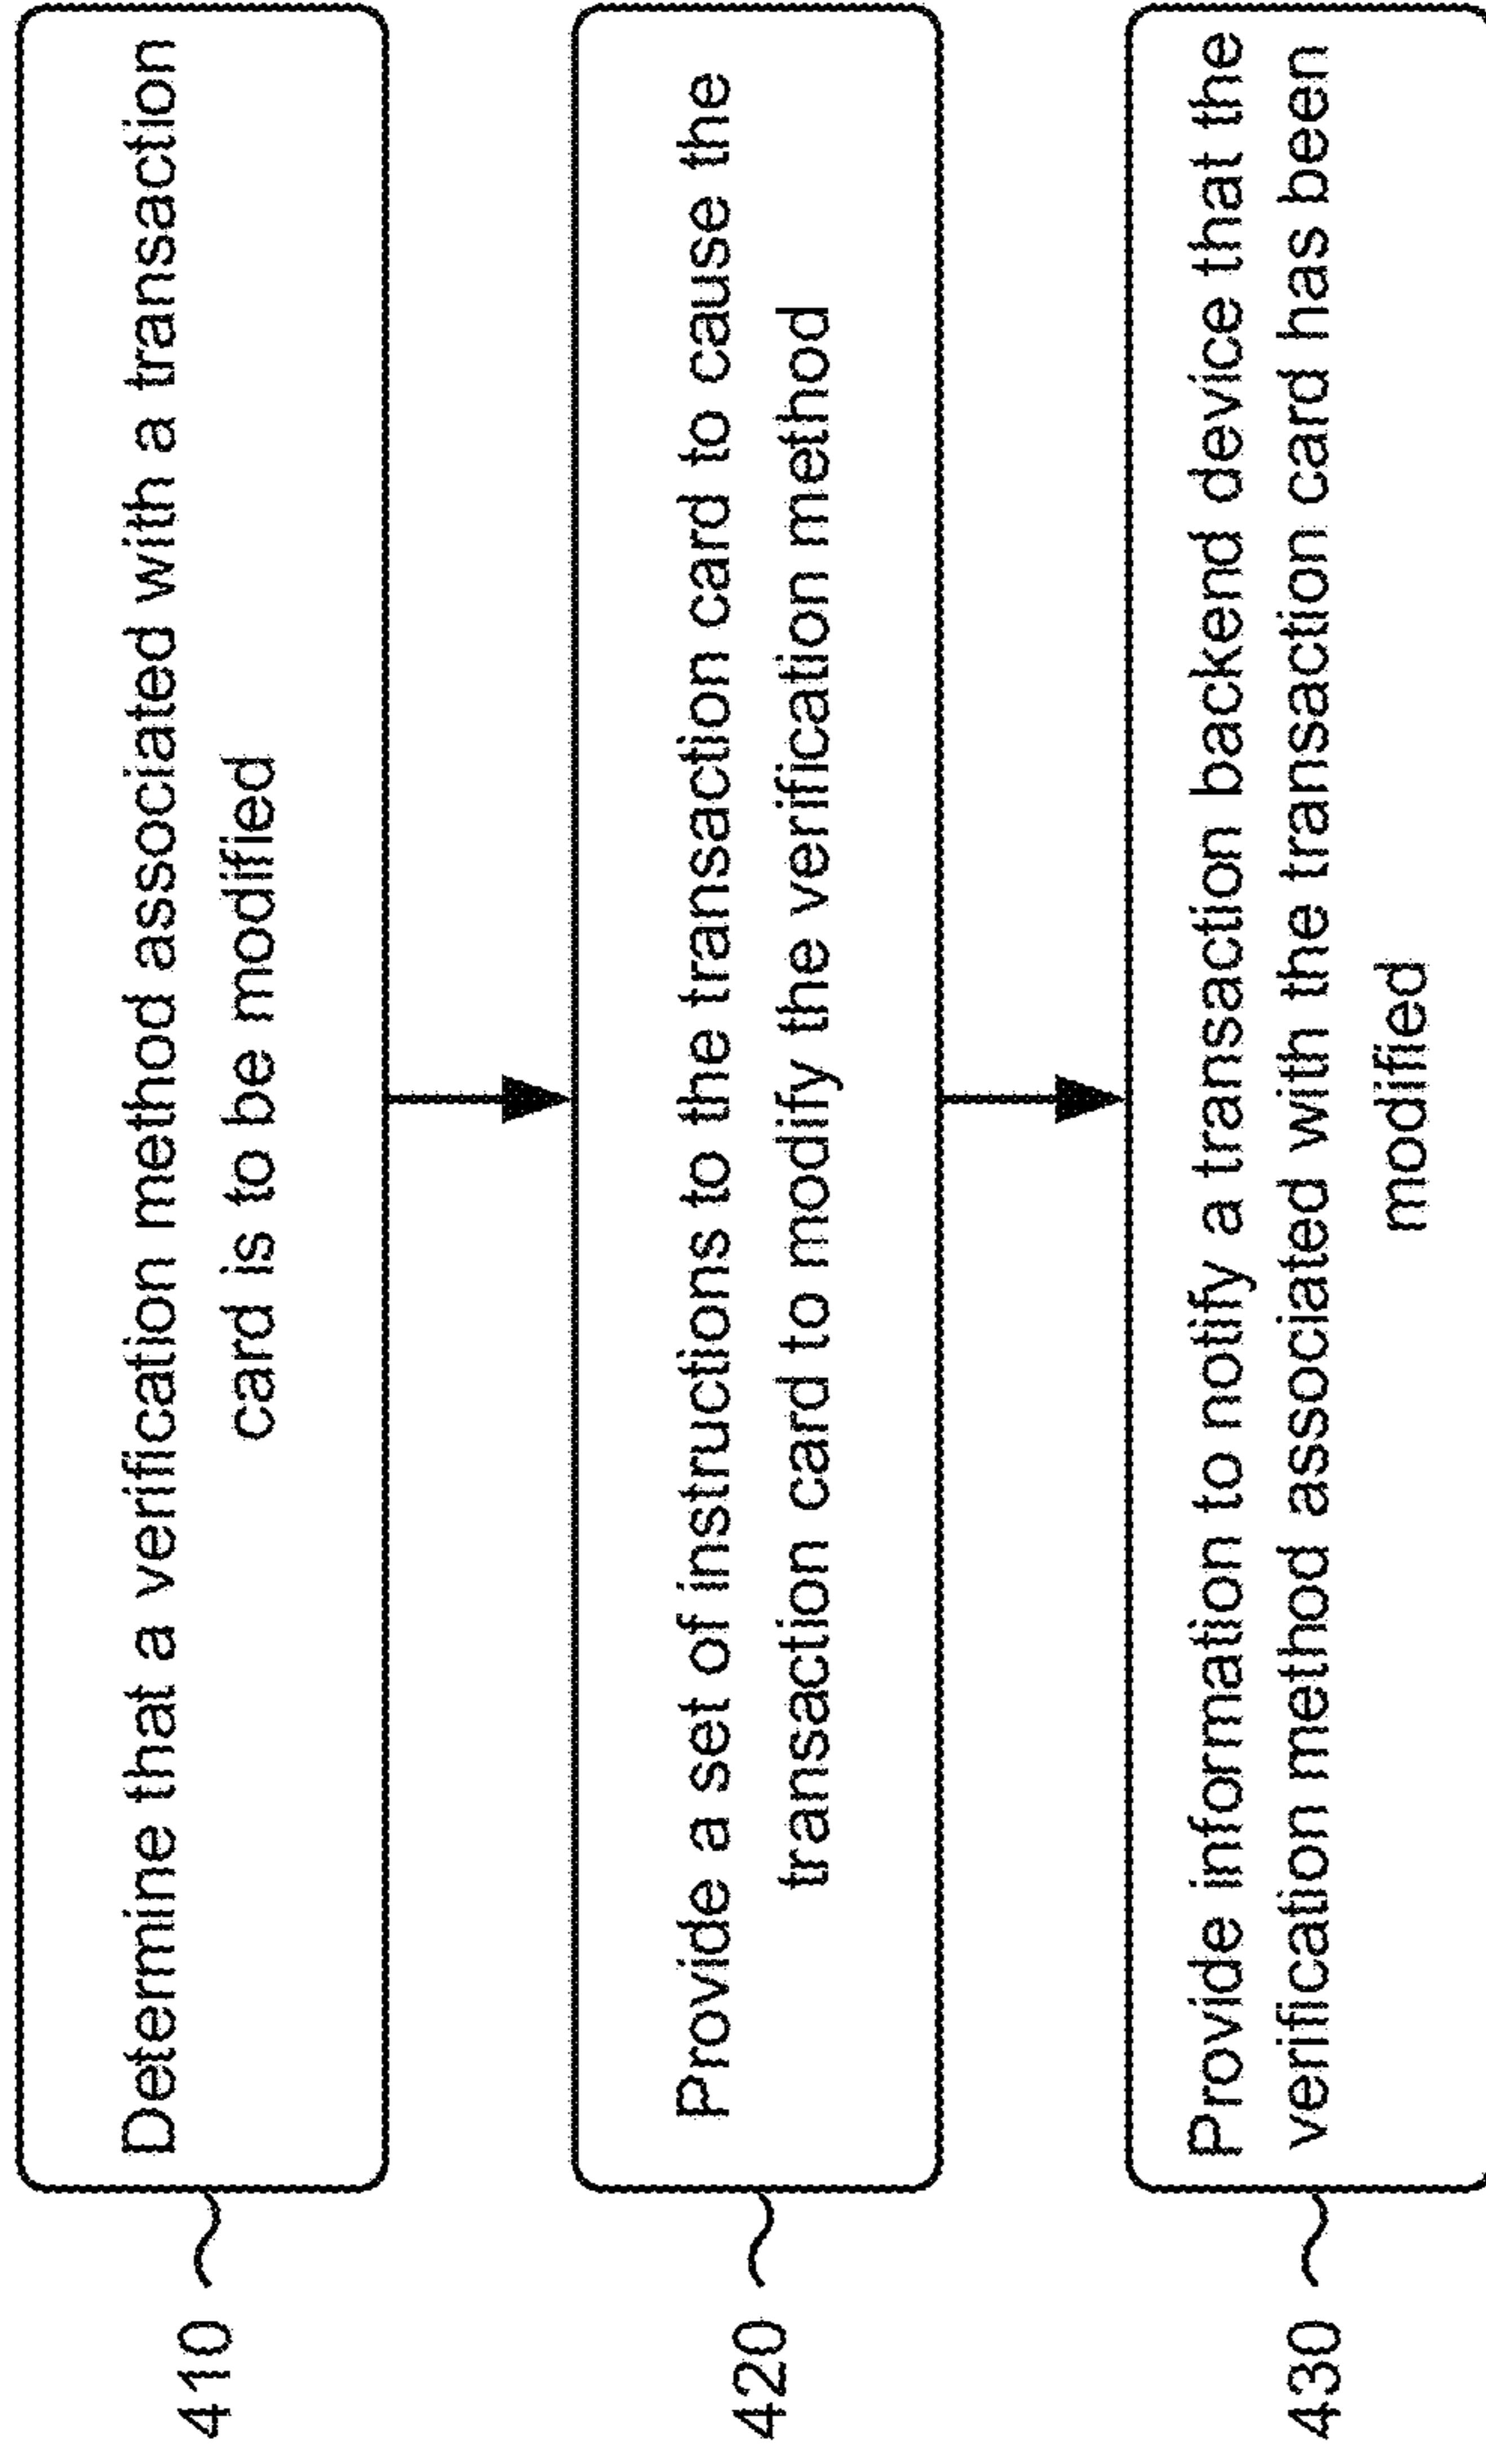 410
Determine that a verification method associated with a transaction
card is to be modified
420
Provide a set of instructions to the transaction card to cause the
transaction card to modify the verification method
430
Provide information to notify a transaction backend device that the
verification method associated with the transaction card has been
modified